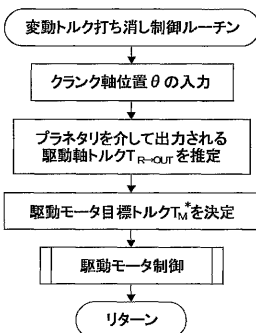 変動トルク打ち消し制御ルーチン
クランク軸位置θの入力
プラネタリを介して出力される
駆動軸トルクTR→OUTを推定
駆動モータ目標トルクTM*を決定
駆動モータ制御
リターン